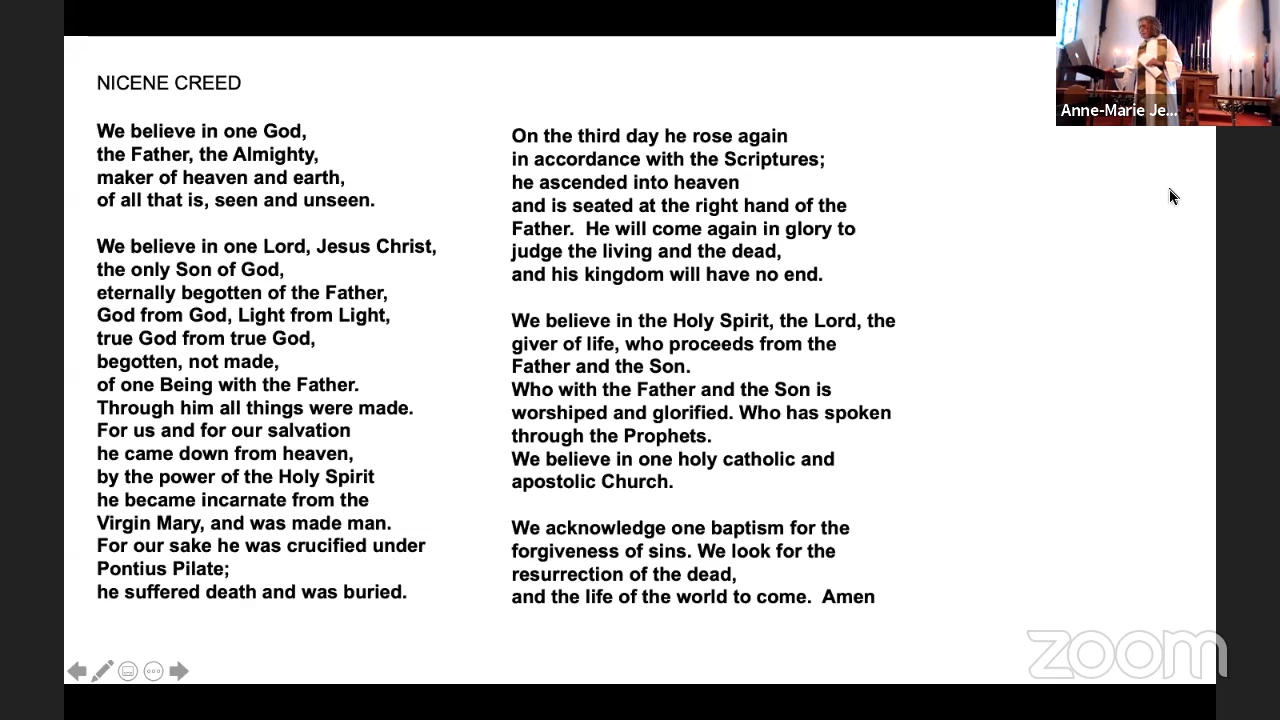 NICENE CREED
We believe in one God,
the Father, the Almighty,
maker of heaven and earth,
of all that is, seen and unseen.
We believe in one Lord, Jesus Christ,
the only Son of God,
eternally begotten of the Father,
God from God, Light from Light,
true God from true God,
begotten, not made,
of one Being with the Father.
Through him all things were made.
For us and for our salvation
he came down from heaven,
by the power of the Holy Spirit
he became incarnate from the
Virgin Mary, and was made man.
For our sake he was crucified under
Pontius Pilate;
he suffered death and was buried.
On the third day he rose again
in accordance with the Scriptures;
he ascended into heaven
and is seated at the right hand of the
Father.  He will come again in glory to
judge the living and the dead,
and his kingdom will have no end.
We believe in the Holy Spirit, the Lord, the
giver of life, who proceeds from the
Father and the Son.
Who with the Father and the Son is
worshiped and glorified. Who has spoken
through the Prophets.
We believe in one holy catholic and
apostolic Church.
We acknowledge one baptism for the
forgiveness of sins. We look for the
resurrection of the dead,
and the life of the world to come.  Amen
Anne-Marie Je...
zoom